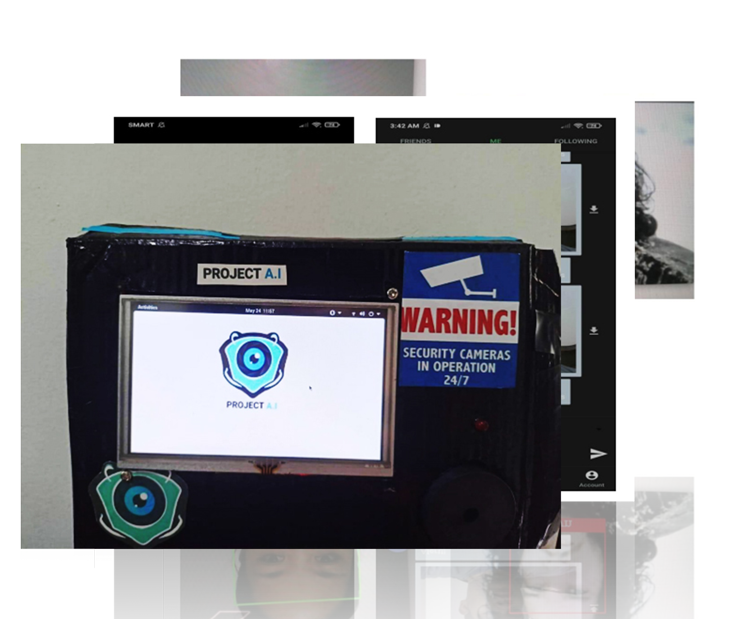 SMART
3:42 AM
FRIENDS
ME
FOLLOWING
PROJECT A.I
Activities
May 24 11:07
PROJECT A.I
WARNING!
SECURITY CAMERAS
IN OPERATION
24/7
Account